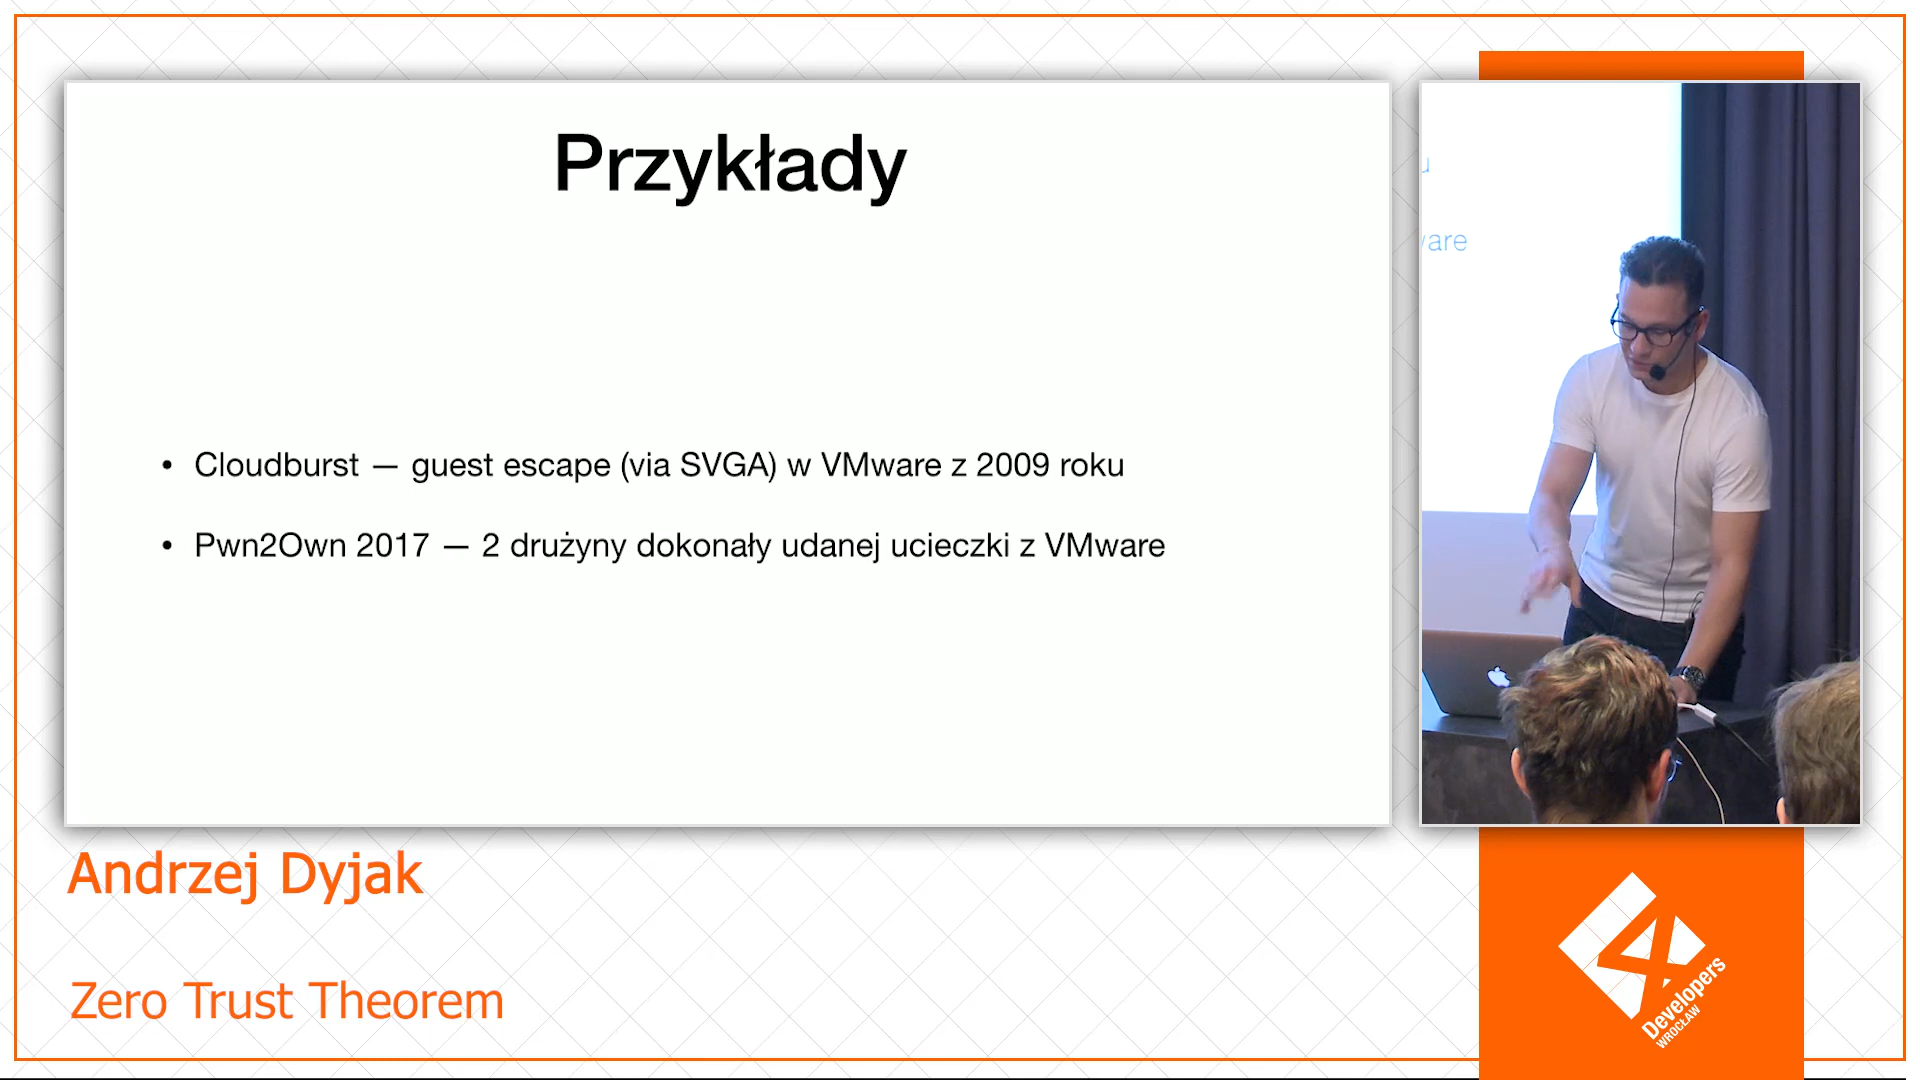 Przykłady
• Cloudburst — guest escape (via SVGA) w VMware z 2009 roku
• Pwn2Own 2017 — 2 drużyny dokonały udanej ucieczki z VMware
Andrzej Dyjak
Zero Trust Theorem
4
Developers
WROCŁAW